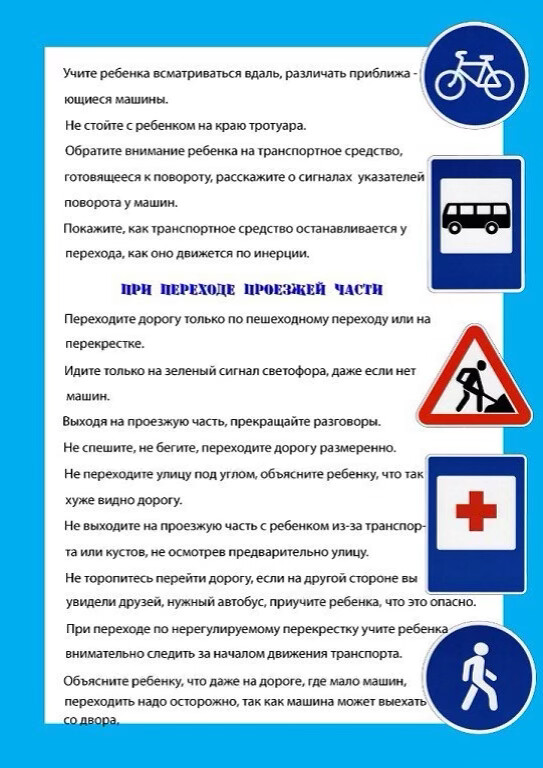 Учите ребенка всматриваться вдаль, различать приближа -
ющиеся машины.
Не стойте с ребенком на краю тротуара.
Обратите внимание ребенка на транспортное средство,
готовящееся к повороту, расскажите о сигналах указателей
поворота у машин.
Покажите, как транспортное средство останавливается у
перехода, как оно движется по инерции.
ПРИ ПЕРЕХОДЕ ПРОЕЗЖЕЙ ЧАСТИ
Переходите дорогу только по пешеходному переходу или на
перекрестке.
Идите только на зеленый сигнал светофора, даже если нет
машин.
Выходя на проезжую часть, прекращайте разговоры.
Не спешите, не бегите, переходите дорогу размеренно.
Не переходите улицу под углом, объясните ребенку, что так
хуже видно дорогу.
Не выходите на проезжую часть с ребенком из-за транспор-
та или кустов, не осмотрев предварительно улицу.
Не торопитесь перейти дорогу, если на другой стороне вы
увидели друзей, нужный автобус, приучите ребенка, что это опасно.
При переходе по нерегулируемому перекрестку учите ребенка
внимательно следить за началом движения транспорта.
Объясните ребенку, что даже на дороге, где мало машин,
переходить надо осторожно, так как машина может выехать
со двора,